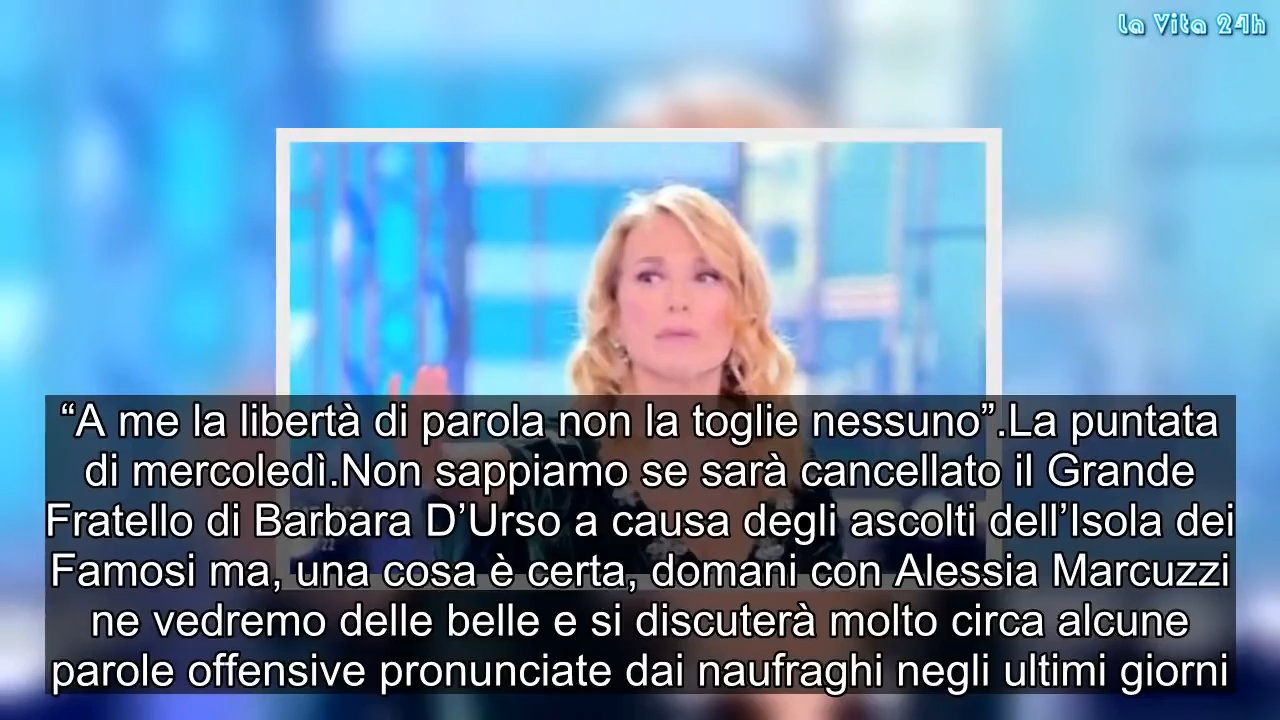 La Vita 24h
“A me la libertà di parola non la toglie nessuno”.La puntata
di mercoledì.Non sappiamo se sarà cancellato il Grande
Fratello di Barbara D’Urso a causa degli ascolti dell’Isola dei
Famosi ma, una cosa è certa, domani con Alessia Marcuzzi
ne vedremo delle belle e si discuterà molto circa alcune
parole offensive pronunciate dai naufraghi negli ultimi giorni